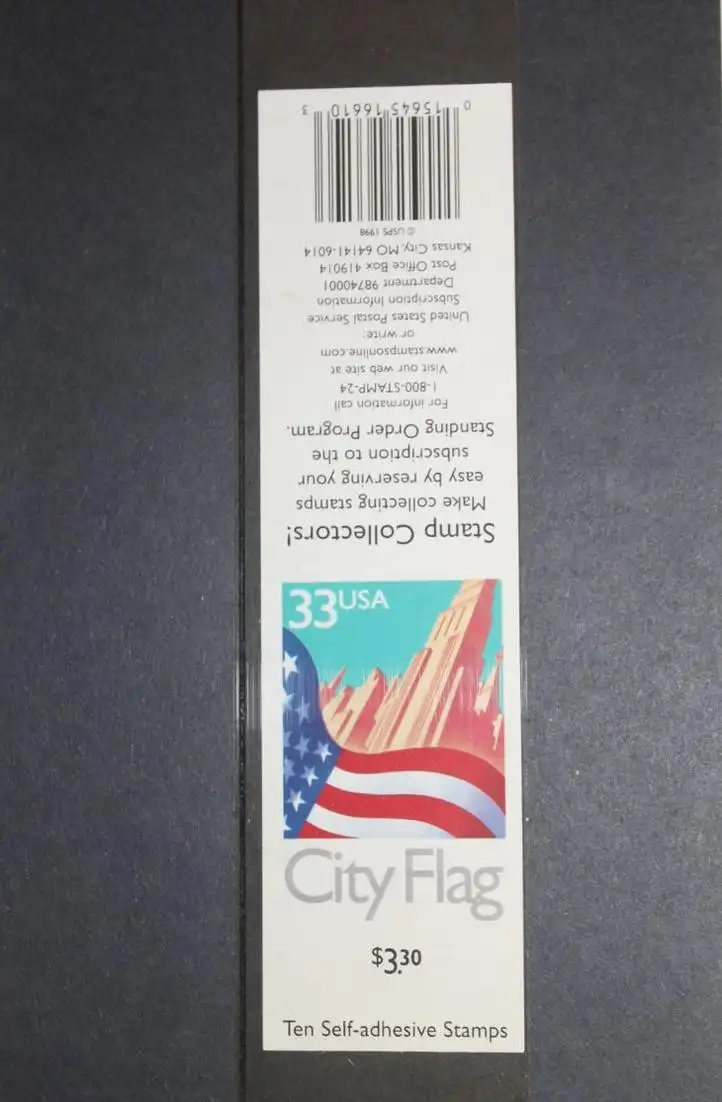 33USA
City Flag
$3.30
Ten Self-adhesive Stamps
Stamp Collectors!
Make collecting stamps
easy by reserving your
subscription to the
Standing Order Program.
For information call
1-800-STAMP-24
Visit our web site at
www.stampsonline.com
or write:
United States Postal Service
Subscription Information
Department 98740001
Post Office Box 419014
Kansas City, MO 64141-6014
© USPS 1998
0 15645 16610 3